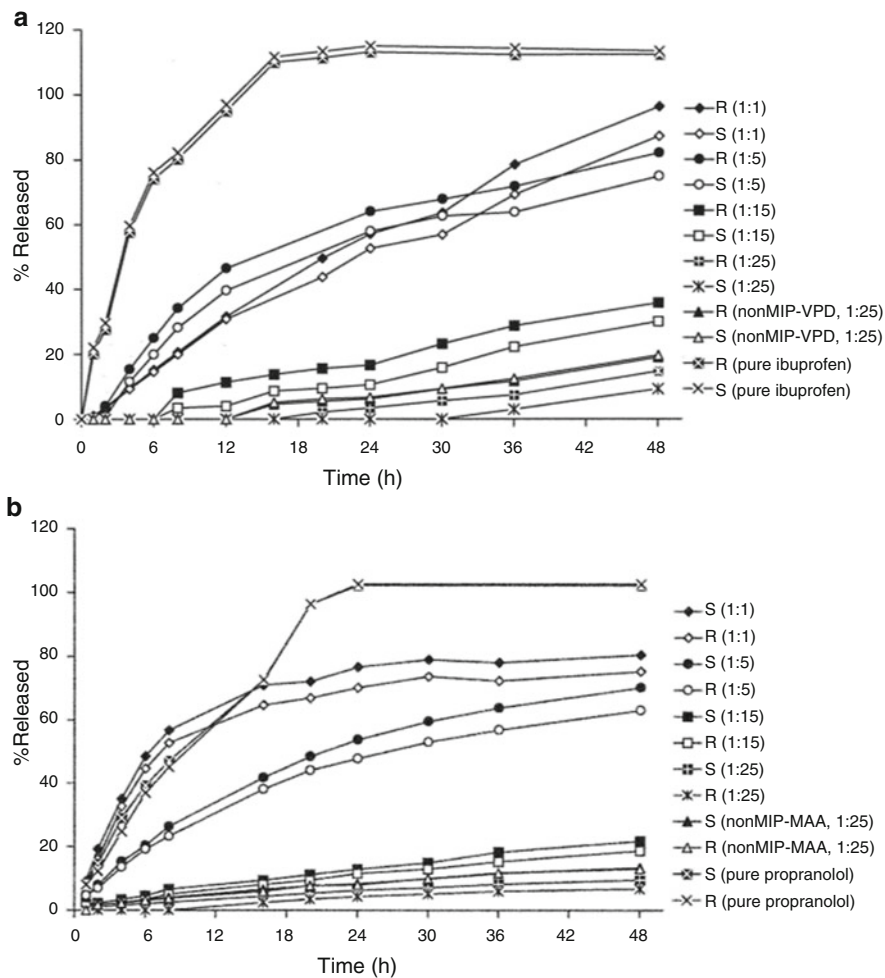 a
120
100
80
60
40
20
0
% Released
0 6 12 18 24 30 36 42 48
Time (h)
R (1:1)
S (1:1)
R (1:5)
S (1:5)
R (1:15)
S (1:15)
R (1:25)
S (1:25)
R (nonMIP-VPD, 1:25)
S (nonMIP-VPD, 1:25)
R (pure ibuprofen)
S (pure ibuprofen)
b
120
100
80
60
40
20
0
%Released
0 6 12 18 24 30 36 42 48
Time (h)
S (1:1)
R (1:1)
S (1:5)
R (1:5)
S (1:15)
R (1:15)
S (1:25)
R (1:25)
S (nonMIP-MAA, 1:25)
R (nonMIP-MAA, 1:25)
S (pure propranolol)
R (pure propranolol)